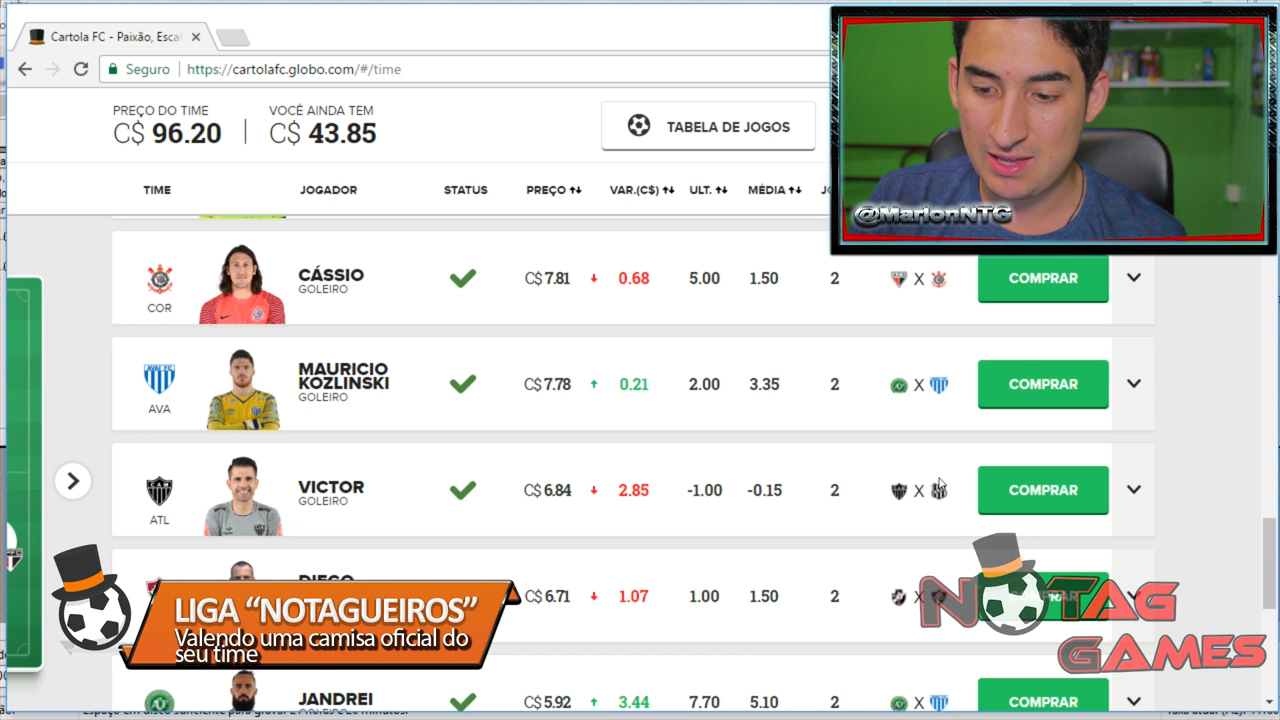 Cartola FC - Paixão, Escal
Seguro
https://cartolafc.globo.com/#/time
PREÇO DO TIME
C$ 96.20
VOCÊ AINDA TEM
C$ 43.85
TABELA DE JOGOS
TIME JOGADOR STATUS PREÇO VAR.(C$) ULT. MÉDIA
@MarlonNTG
COR
CÁSSIO
GOLEIRO
C$ 7.81 0.68 5.00 1.50 2 X COMPRAR
AVA
MAURICIO
KOZLINSKI
GOLEIRO
C$ 7.78 0.21 2.00 3.35 2 X COMPRAR
ATL
VICTOR
GOLEIRO
C$ 6.84 2.85 -1.00 -0.15 2 X COMPRAR
DIEGO
C$ 6.71 1.07 1.00 1.50 2 X
JANDREI
C$ 5.92 3.44 7.70 5.10 2 X COMPRAR
LIGA “NOTAGUEIROS”
Valendo uma camisa oficial do
seu time
NOTAG
GAMES